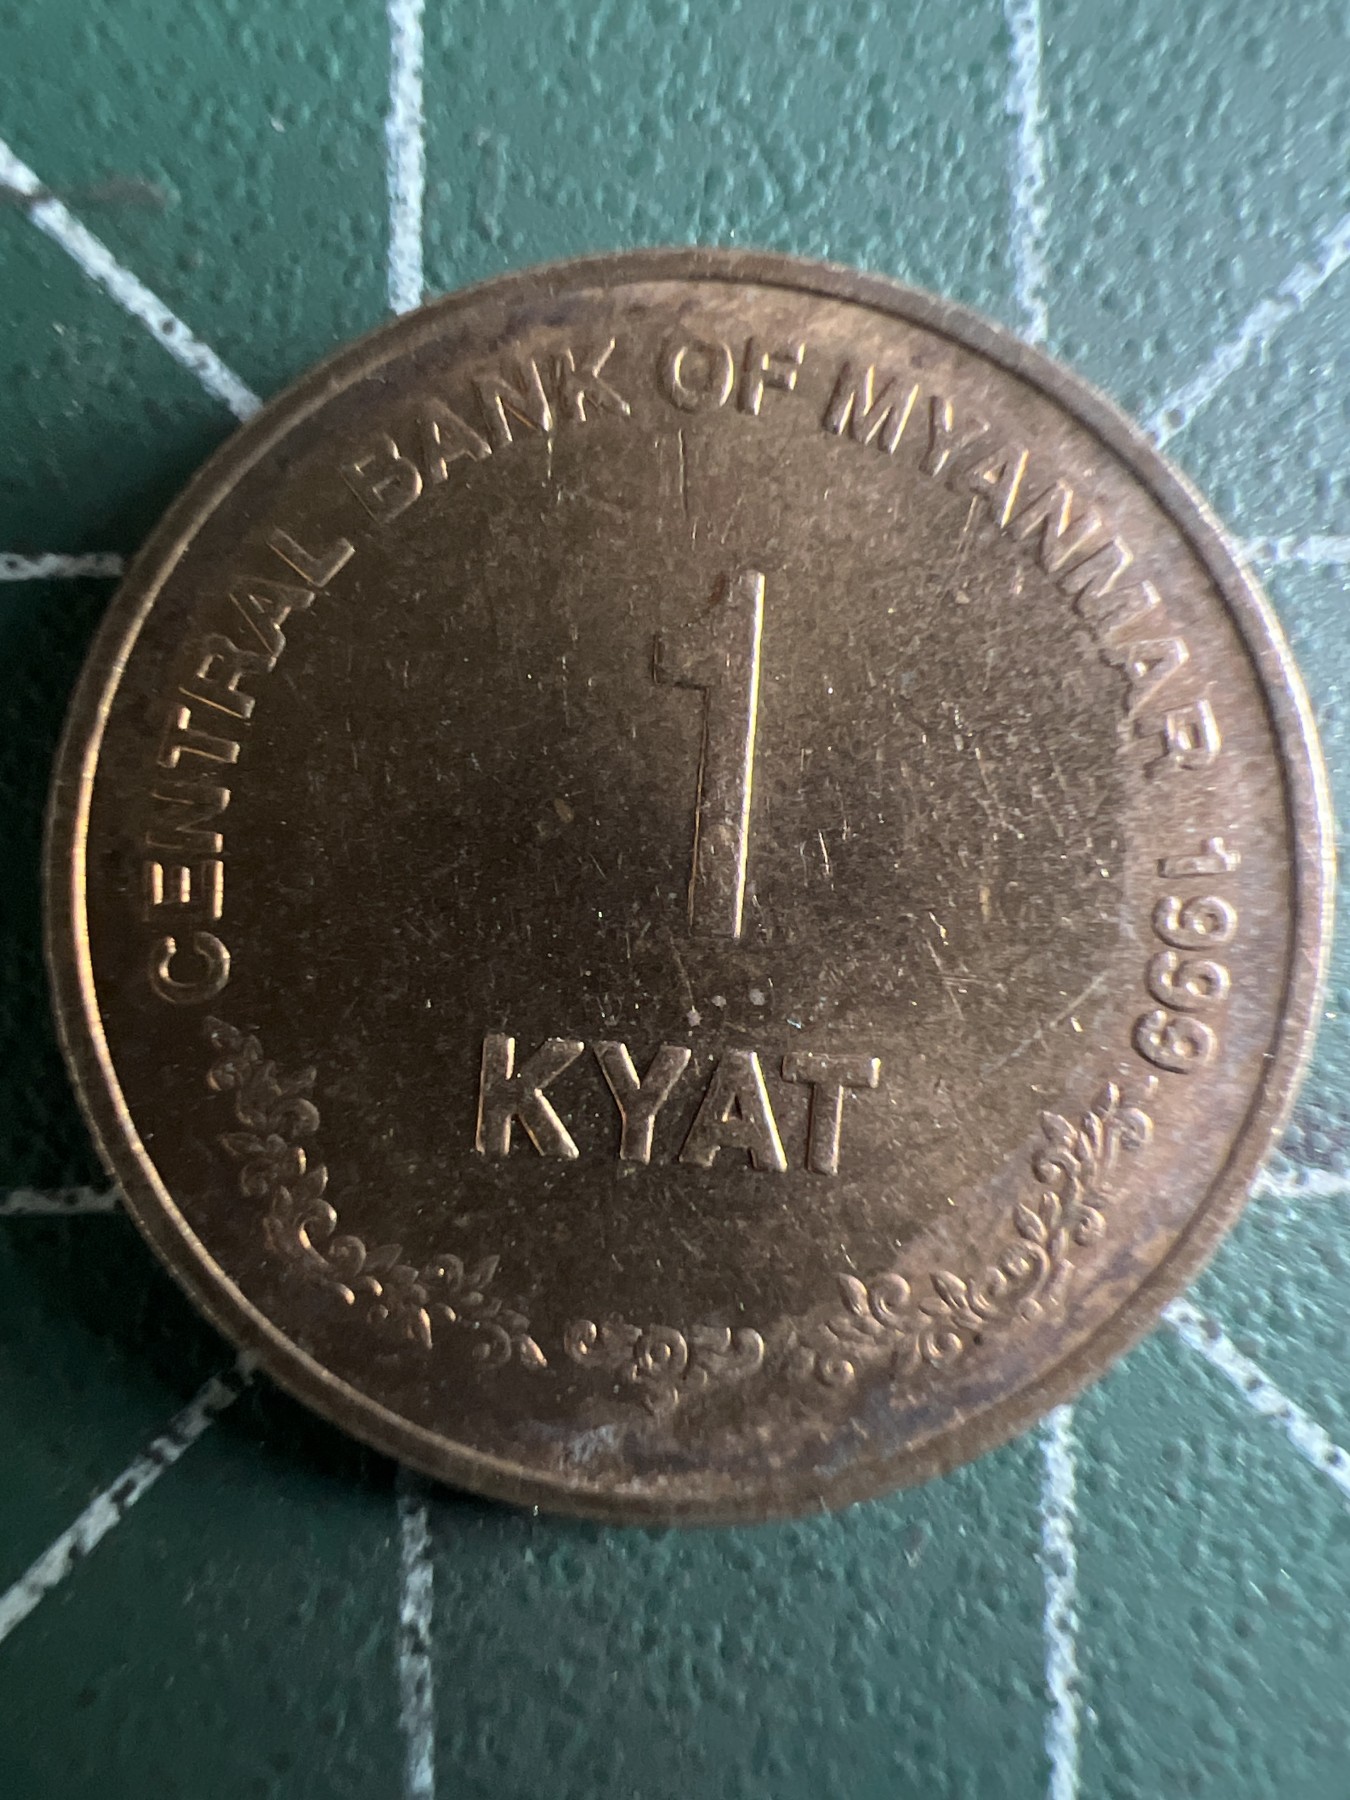 CENTRAL BANK OF MYANMAR 1999
1
KYAT